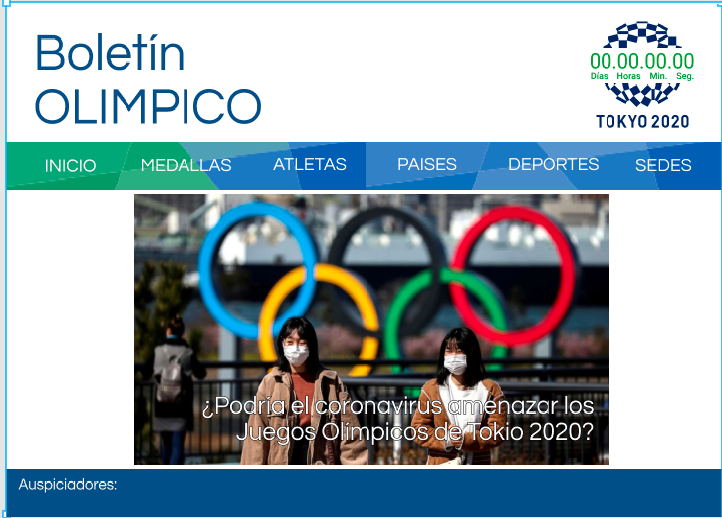 Boletín
OLIMPICO
00.00.00.00
Días Horas Min. Seg.
TOKYO 2020
INICIO MEDALLAS ATLETAS PAISES DEPORTES SEDES
¿Podría el coronavirus amenazar los
Juegos Olímpicos de Tokio 2020?
Auspiciadores: